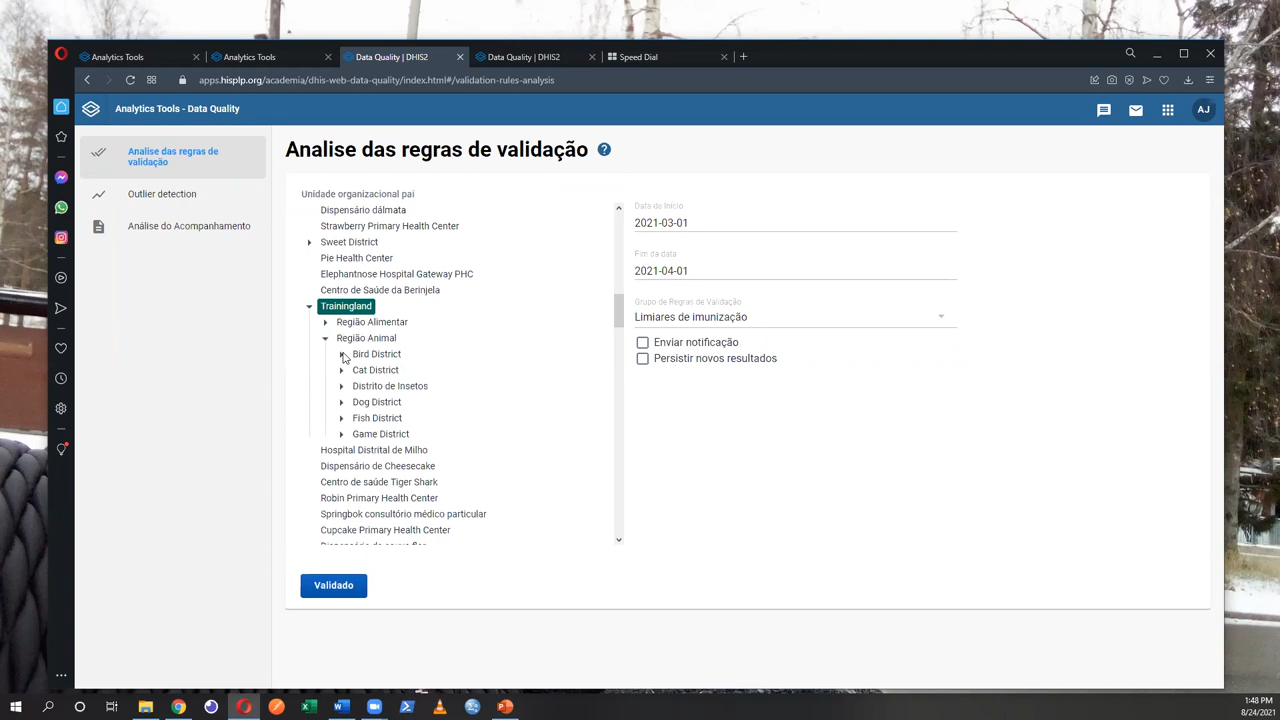 Analytics Tools
Analytics Tools
Data Quality | DHIS2
Data Quality | DHIS2
Speed Dial
apps.hisplp.org/academia/dhis-web-data-quality/index.html#/validation-rules-analysis
Analytics Tools - Data Quality
AJ
Analise das regras de
validação
Outlier detection
Análise do Acompanhamento
Analise das regras de validação
Unidade organizacional pai
Dispensário dálmata
Strawberry Primary Health Center
Sweet District
Pie Health Center
Elephantnose Hospital Gateway PHC
Centro de Saúde da Berinjela
Trainingland
Região Alimentar
Região Animal
Bird District
Cat District
Distrito de Insetos
Dog District
Fish District
Game District
Hospital Distrital de Milho
Dispensário de Cheesecake
Centro de saúde Tiger Shark
Robin Primary Health Center
Springbok consultório médico particular
Cupcake Primary Health Center
Data do Início
2021-03-01
Fim da data
2021-04-01
Grupo de Regras de Validação
Limiares de imunização
Enviar notificação
Persistir novos resultados
Validado
1:48 PM
8/24/2021